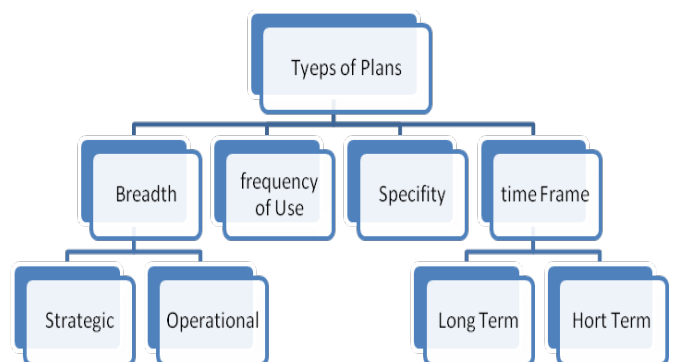 Tyeps of Plans
Breadth
frequency
of Use
Specifity
time Frame
Strategic
Operational
Long Term
Hort Term